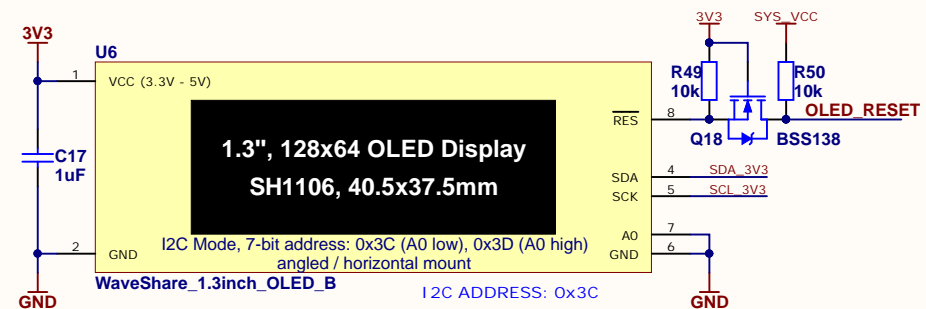 3V3
U6
1
VCC (3.3V - 5V)
C17
1uF
2
GND
GND
1.3", 128x64 OLED Display
SH1106, 40.5x37.5mm
I2C Mode, 7-bit address: 0x3C (A0 low), 0x3D (A0 high)
angled / horizontal mount
WaveShare_1.3inch_OLED_B
I2C ADDRESS: 0x3C
RES
8
SDA
4
SDA_3V3
SCK
5
SCL_3V3
A0
7
GND
6
GND
3V3
SYS_VCC
R49
10k
R50
10k
Q18
BSS138
OLED_RESET